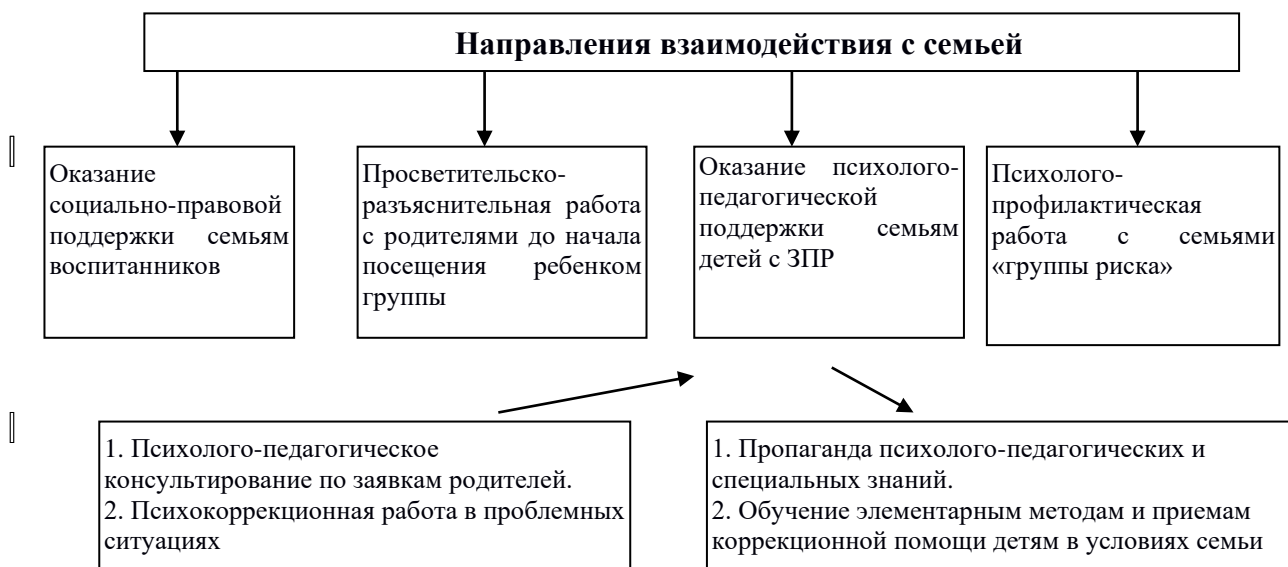 Направления взаимодействия с семьей
Оказание
социально-правовой
поддержки семьям
воспитанников
Просветительско-
разъяснительная работа
с родителями до начала
посещения ребенком
группы
Оказание психолого-
педагогической
поддержки семьям
детей с ЗПР
Психолого-
профилактическая
работа с семьями
«группы риска»
1. Психолого-педагогическое
консультирование по заявкам родителей.
2. Психокоррекционная работа в проблемных
ситуациях
1. Пропаганда психолого-педагогических и
специальных знаний.
2. Обучение элементарным методам и приемам
коррекционной помощи детям в условиях семьи